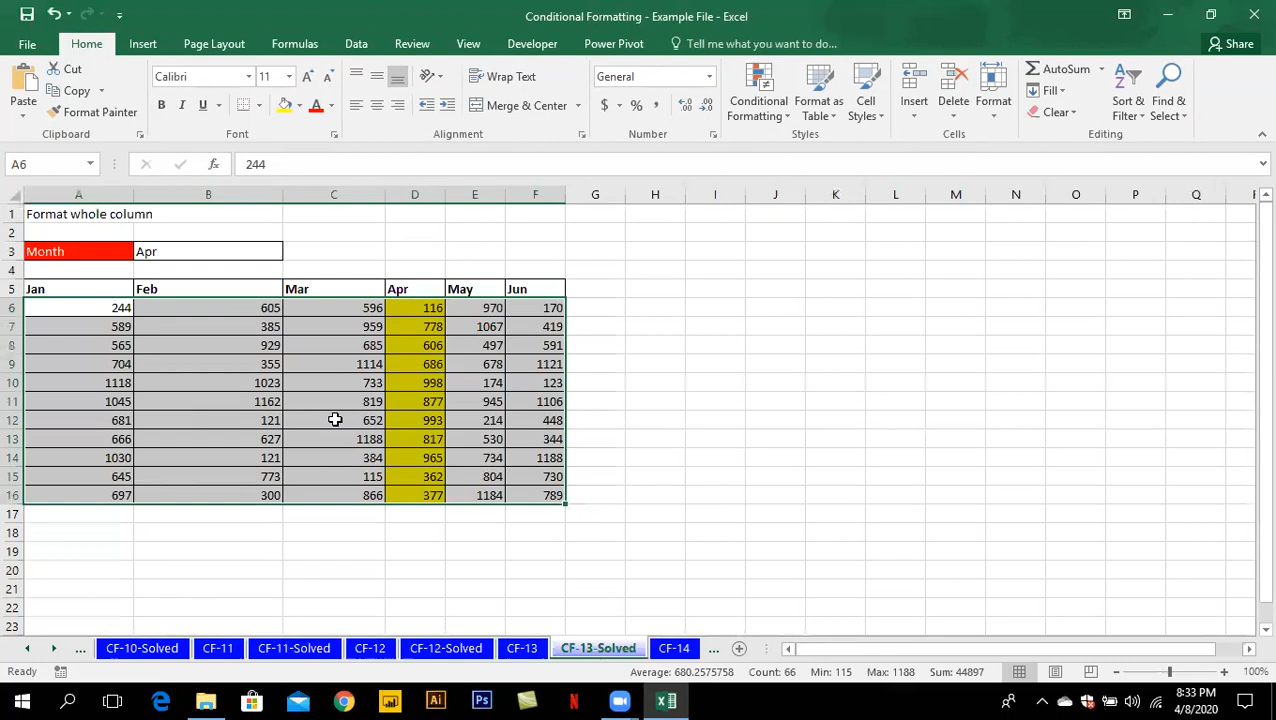 Conditional Formatting - Example File - Excel
File Home Insert Page Layout Formulas Data Review View Developer Power Pivot Tell me what you want to do... Share
Paste Cut Copy Format Painter Clipboard
Calibri 11 Font
Wrap Text Merge & Center Alignment
General Number
Conditional Formatting Format as Table Cell Styles Styles
Insert Delete Format Cells
AutoSum Fill Clear Sort & Filter Find & Select Editing
A6 fx 244
A B C D E F G H I J K L M N O P Q
1 Format whole column
2
3 Month Apr
4
5 Jan Feb Mar Apr May Jun
6 244 605 596 116 970 170
7 589 385 959 778 1067 419
8 565 929 685 606 497 591
9 704 355 1114 686 678 1121
10 1118 1023 733 998 174 123
11 1045 1162 819 877 945 1106
12 681 121 652 993 214 448
13 666 627 1188 817 530 344
14 1030 121 384 965 734 1188
15 645 773 115 362 804 730
16 697 300 866 377 1184 789
17
18
19
20
21
22
23
... CF-10-Solved CF-11 CF-11-Solved CF-12 CF-12-Solved CF-13 CF-13-Solved CF-14 ...
Ready Average: 680.2575758 Count: 66 Min: 115 Max: 1188 Sum: 44897 100%
Ai Ps N 8:33 PM
4/8/2020